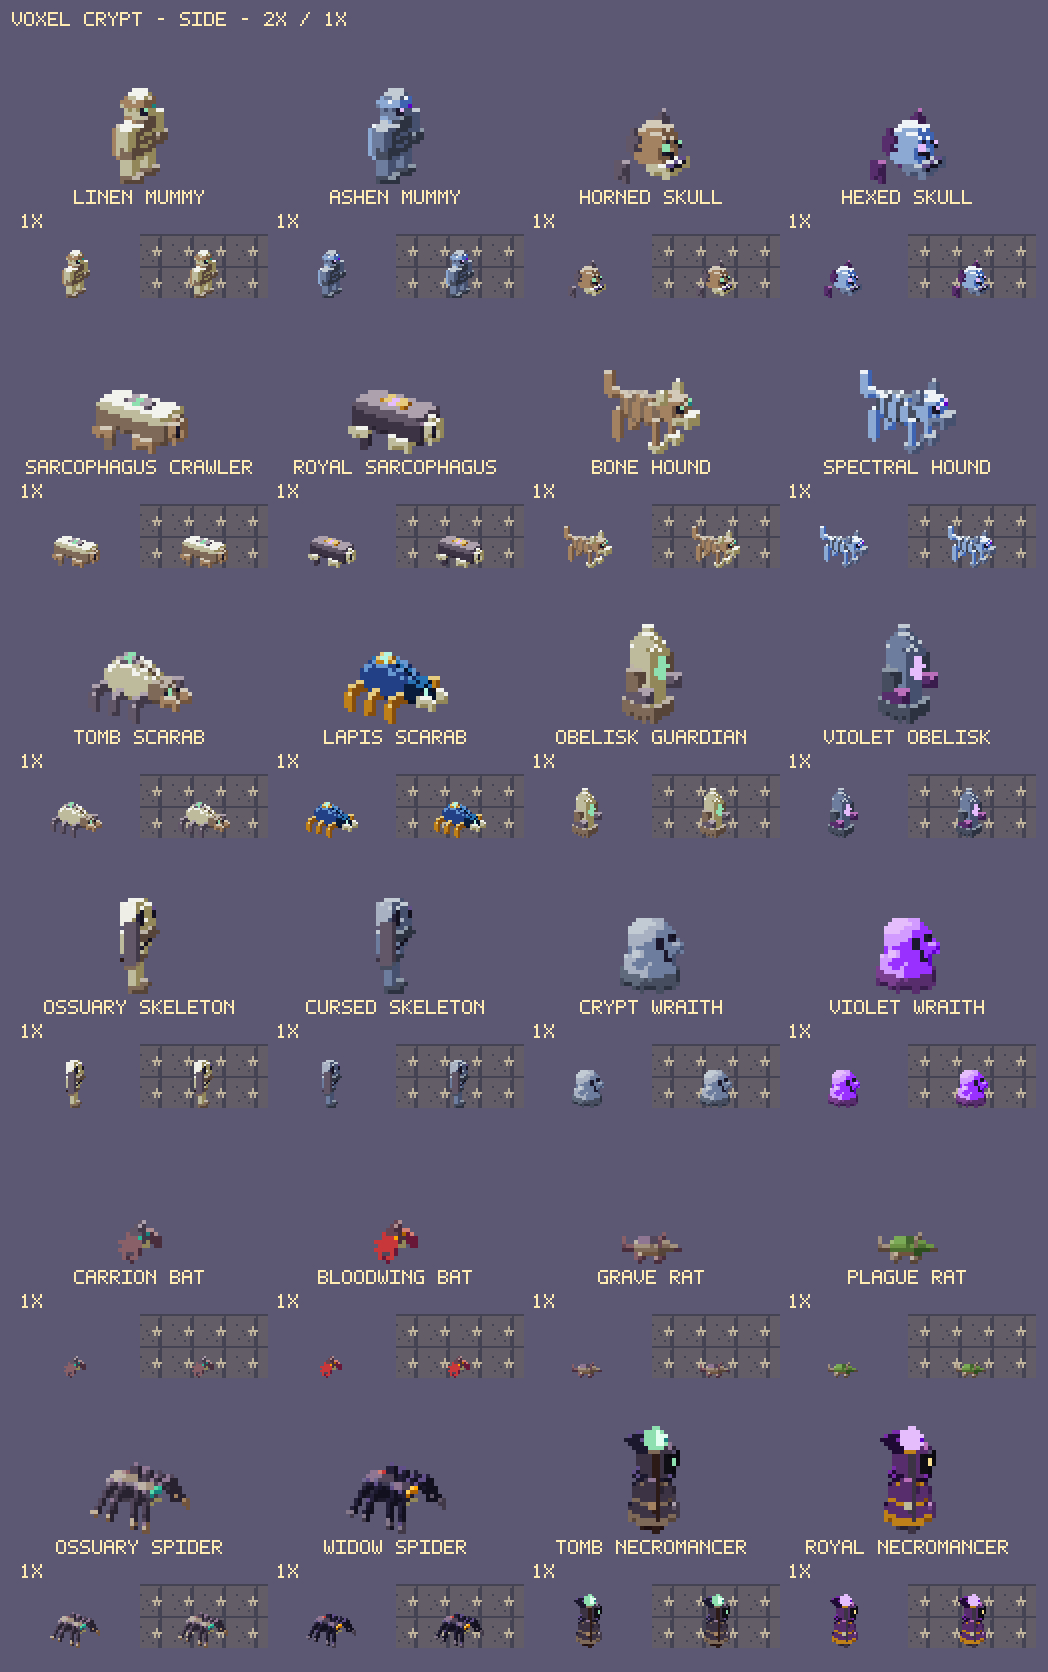 VOXEL CRYPT - SIDE - 2X / 1X
LINEN MUMMY
ASHEN MUMMY
HORNED SKULL
HEXED SKULL
1X
1X
1X
1X
SARCOPHAGUS CRAWLER
ROYAL SARCOPHAGUS
BONE HOUND
SPECTRAL HOUND
1X
1X
1X
1X
TOMB SCARAB
LAPIS SCARAB
OBELISK GUARDIAN
VIOLET OBELISK
1X
1X
1X
1X
OSSUARY SKELETON
CURSED SKELETON
CRYPT WRAITH
VIOLET WRAITH
1X
1X
1X
1X
CARRION BAT
BLOODWING BAT
GRAVE RAT
PLAGUE RAT
1X
1X
1X
1X
OSSUARY SPIDER
WIDOW SPIDER
TOMB NECROMANCER
ROYAL NECROMANCER
1X
1X
1X
1X